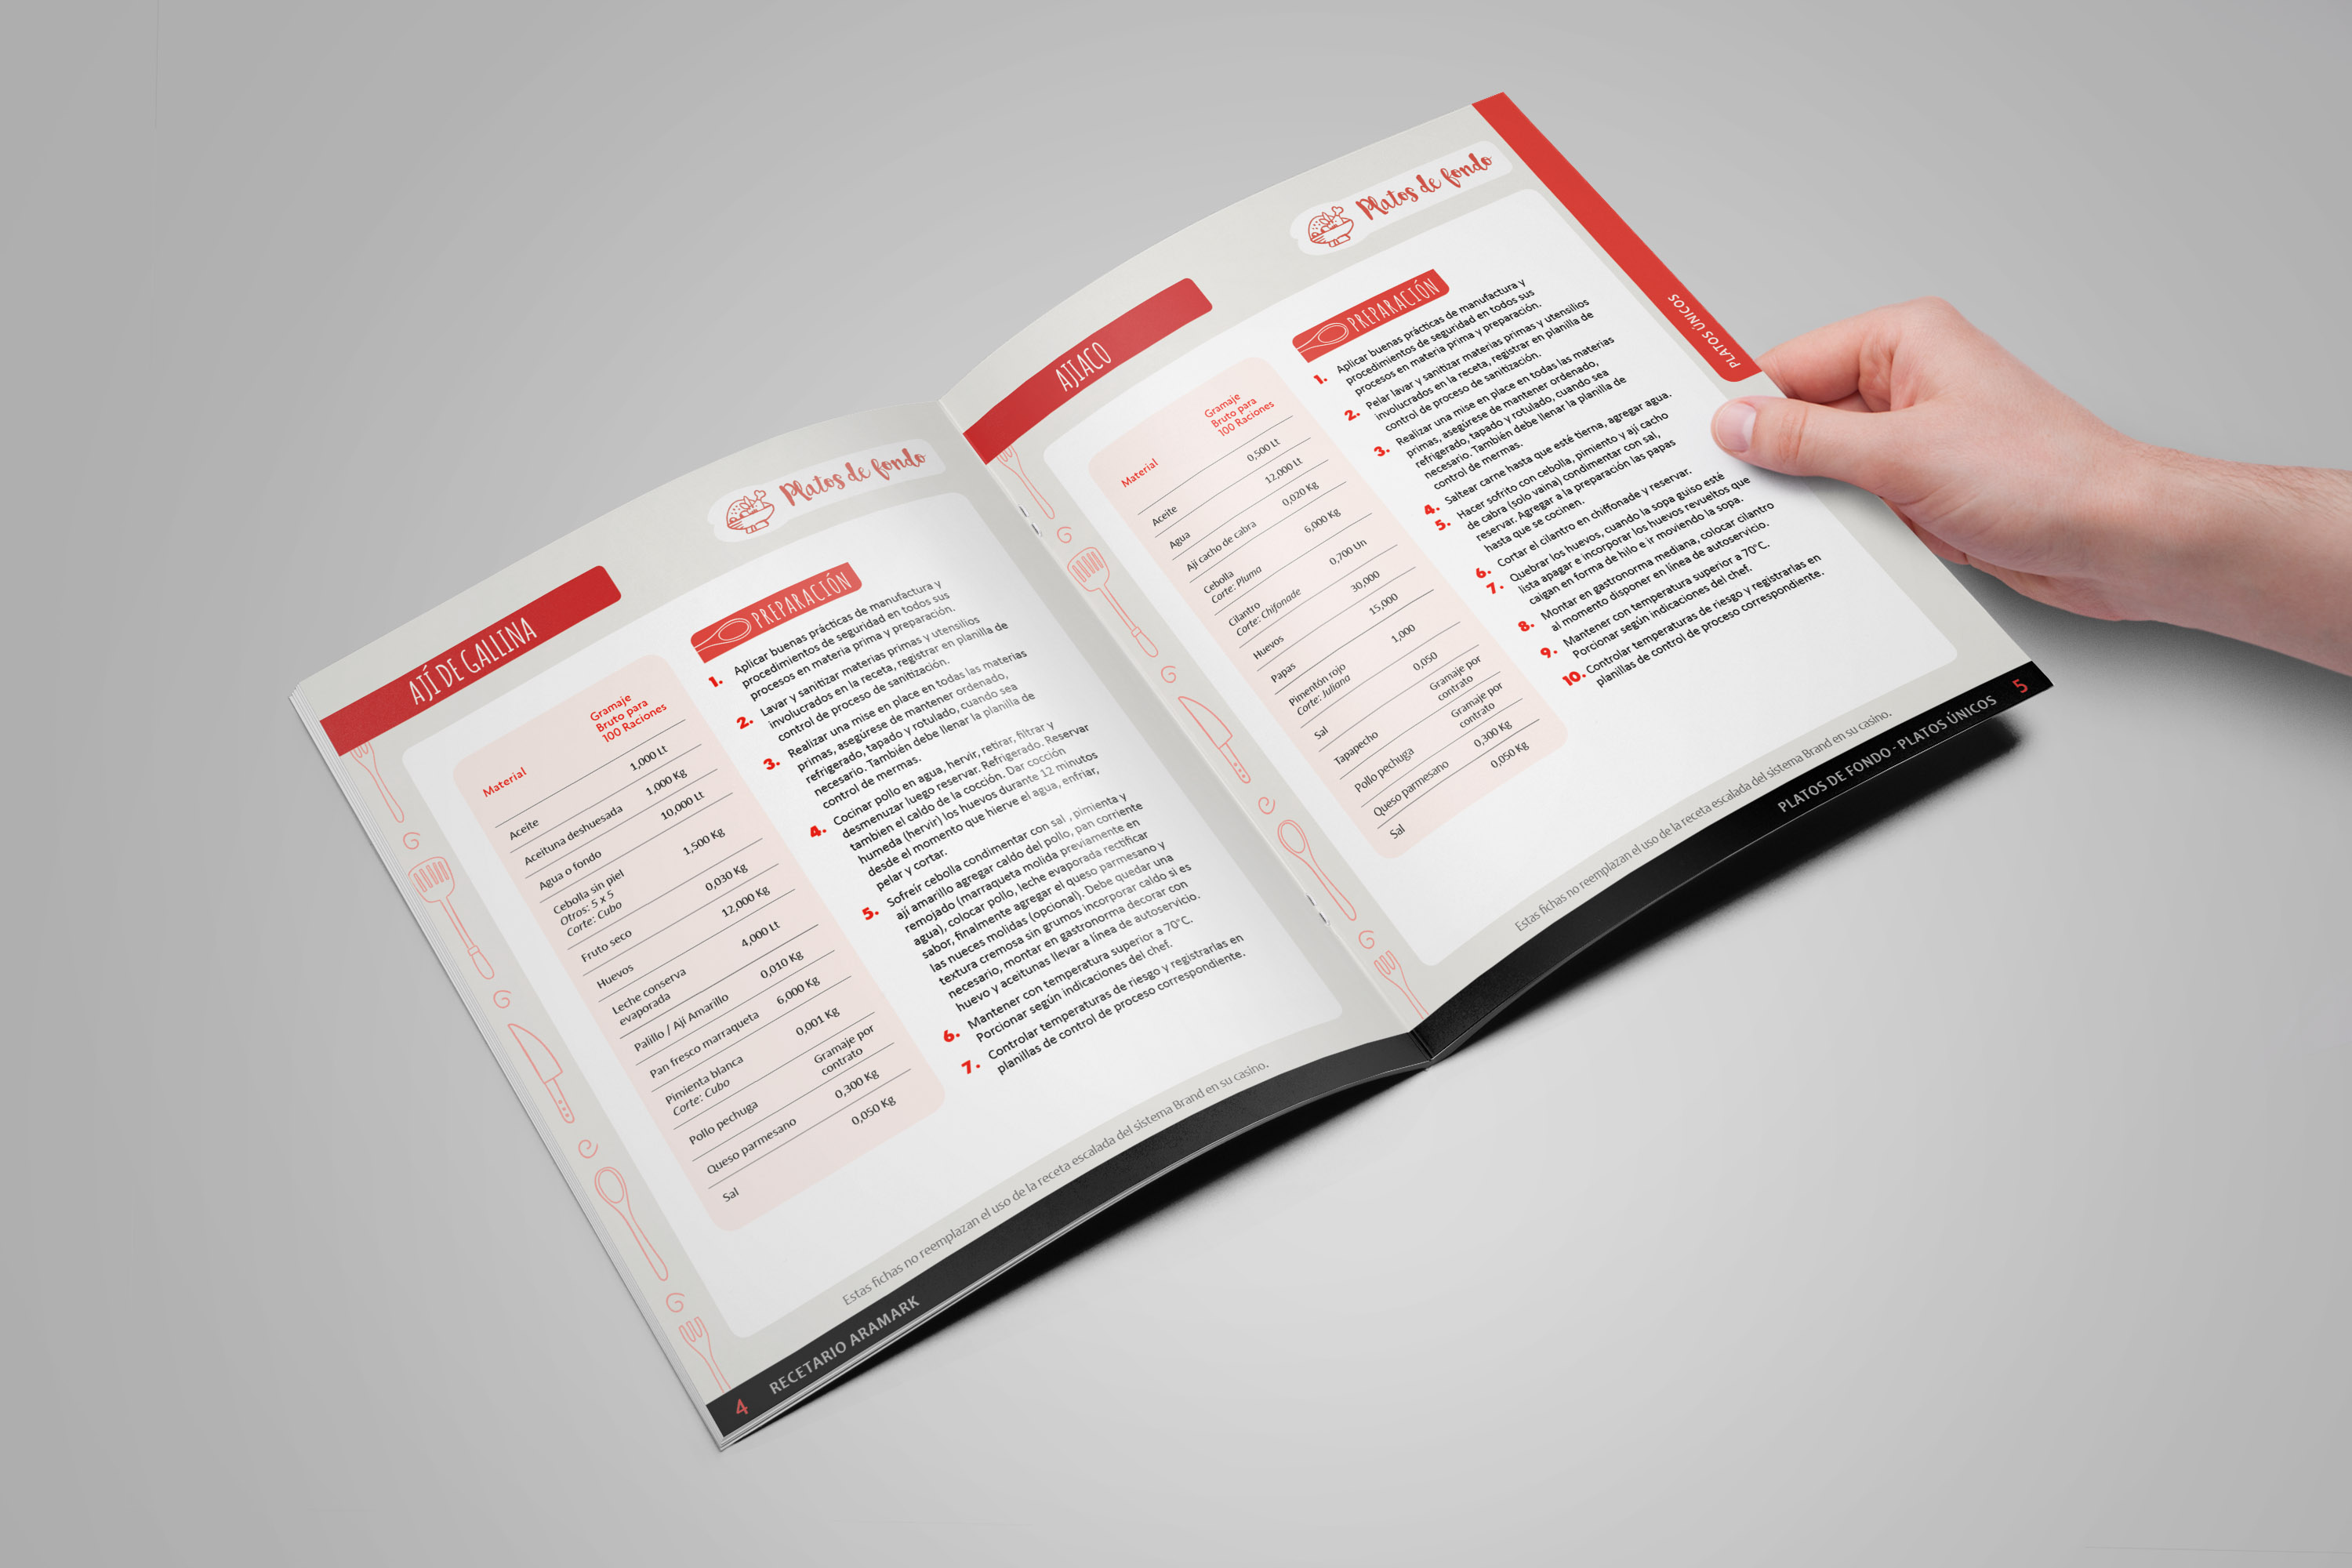 Platos de fondo
AJÍ DE GALLINA
Material
Gramaje
Bruto para
100 Raciones
Aceite 1,000 Lt
Aceituna deshuesada 1,000 Kg
Agua o fondo 10,000 Lt
Cebolla sin piel 1,500 Kg
Otros: 5 x 5
Corte: Cubo
Fruto seco 0,030 Kg
Huevos 12,000 Kg
Leche conserva 4,000 Lt
evaporada
Palillo / Ají Amarillo 0,010 Kg
Pan fresco marraqueta 6,000 Kg
Pimienta blanca 0,001 Kg
Corte: Cubo
Pollo pechuga Gramaje por
contrato
Queso parmesano 0,300 Kg
Sal 0,050 Kg
PREPARACIÓN
1. Aplicar buenas prácticas de manufactura y
procedimientos de seguridad en todos sus
procesos en materia prima y preparación.
2. Lavar y sanitizar materias primas y utensilios
involucrados en la receta, registrar en planilla de
control de proceso de sanitización.
3. Realizar una mise en place en todas las materias
primas, asegúrese de mantener ordenado,
refrigerado, tapado y rotulado, cuando sea
necesario. También debe llenar la planilla de
control de mermas.
4. Cocinar pollo en agua, hervir, retirar, filtrar y
desmenuzar luego reservar. Refrigerado. Reservar
tambien el caldo de la cocción. Dar cocción
humeda (hervir) los huevos durante 12 minutos
desde el momento que hierve el agua, enfriar,
pelar y cortar.
5. Sofreir cebolla condimentar con sal , pimienta y
ají amarillo agregar caldo del pollo, pan corriente
remojado (marraqueta molida previamente en
agua), colocar pollo, leche evaporada rectificar
sabor, finalmente agregar el queso parmesano y
las nueces molidas (opcional). Debe quedar una
textura cremosa sin grumos incorporar caldo si es
necesario, montar en gastronorma decorar con
huevo y aceitunas llevar a línea de autoservicio.
6. Mantener con temperatura superior a 70°C.
Porcionar según indicaciones del chef.
7. Controlar temperaturas de riesgo y registrarlas en
planillas de control de proceso correspondiente.
Estas fichas no reemplazan el uso de la receta escalada del sistema Brand en su casino.
4 RECETARIO ARAMARK
Platos de fondo
AJIACO
Material
Gramaje
Bruto para
100 Raciones
Aceite 0,500 Lt
Agua 12,000 Lt
Ají cacho de cabra 0,020 Kg
Cebolla 6,000 Kg
Corte: Pluma
Cilantro 0,700 Un
Corte: Chifonade
Huevos 30,000
Papas 15,000
Pimentón rojo 1,000
Corte: Juliana
Sal 0,050
Tapapecho Gramaje por
contrato
Pollo pechuga Gramaje por
contrato
Queso parmesano 0,300 Kg
Sal 0,050 Kg
PREPARACIÓN
1. Aplicar buenas prácticas de manufactura y
procedimientos de seguridad en todos sus
procesos en materia prima y preparación.
2. Pelar lavar y sanitizar materias primas y utensilios
involucrados en la receta, registrar en planilla de
control de proceso de sanitización.
3. Realizar una mise en place en todas las materias
primas, asegúrese de mantener ordenado,
refrigerado, tapado y rotulado, cuando sea
necesario. También debe llenar la planilla de
control de mermas.
4. Saltear carne hasta que esté tierna, agregar agua.
5. Hacer sofrito con cebolla, pimiento y ají cacho
de cabra (solo vaina) condimentar con sal,
reservar. Agregar a la preparación las papas
hasta que se cocinen.
6. Cortar el cilantro en chiffonade y reservar.
7. Quebrar los huevos, cuando la sopa guiso esté
lista apagar e incorporar los huevos revueltos que
caigan en forma de hilo e ir moviendo la sopa.
8. Montar en gastronorma mediana, colocar cilantro
al momento disponer en línea de autoservicio.
9. Mantener con temperatura superior a 70°C.
Porcionar según indicaciones del chef.
10. Controlar temperaturas de riesgo y registrarlas en
planillas de control de proceso correspondiente.
PLATOS ÚNICOS
Estas fichas no reemplazan el uso de la receta escalada del sistema Brand en su casino.
PLATOS DE FONDO - PLATOS ÚNICOS 5